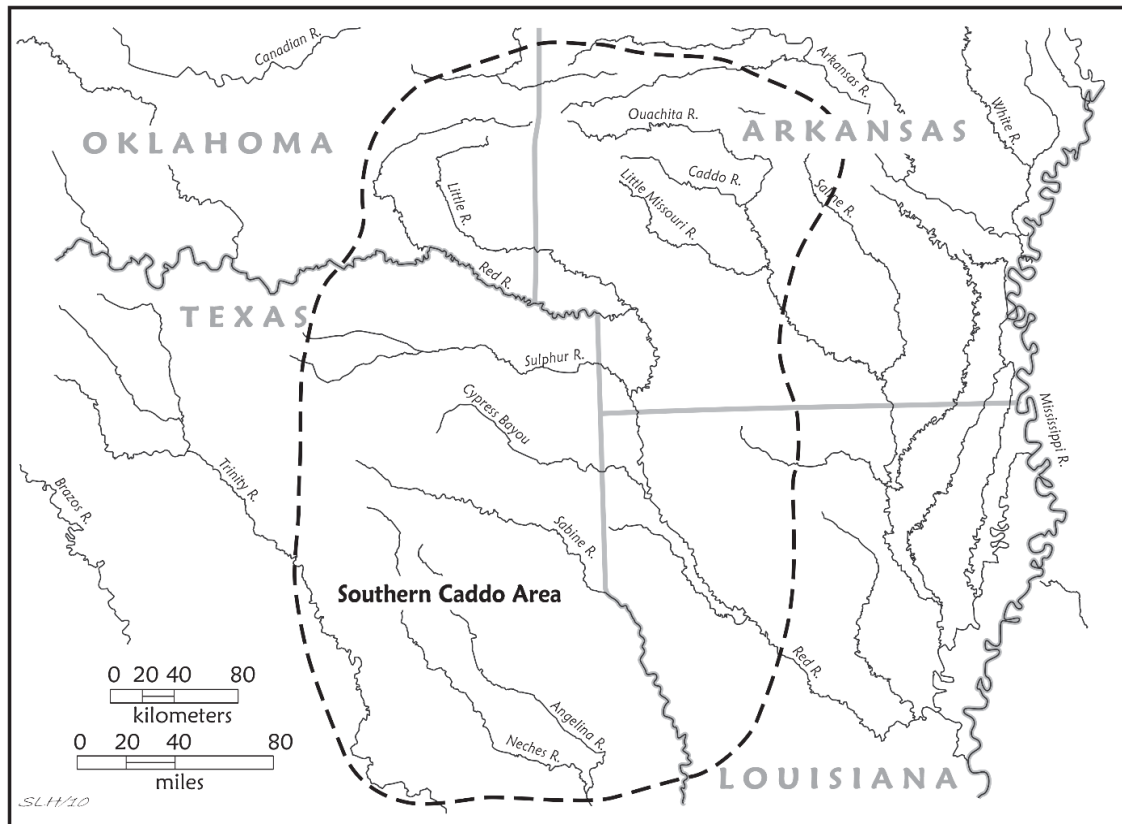 Canadian R.
Arkansas R.
White R.
OKLAHOMA
Ouachita R.
ARKANSAS
Caddo R.
Little R.
Little Missouri R.
Saline R.
Red R.
TEXAS
Sulphur R.
Cypress Bayou
Mississippi R.
Trinity R.
Brazos R.
Sabine R.
Southern Caddo Area
Red R.
0 20 40 80
kilometers
Angelina R.
Neches R.
0 20 40 80
miles
LOUISIANA
SLH/10